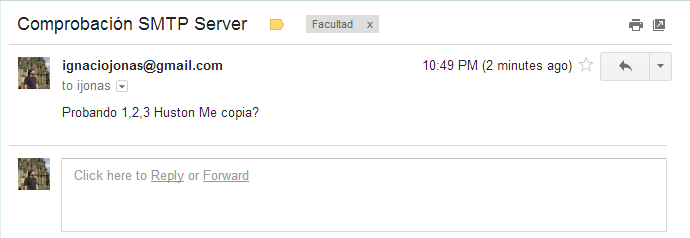 Comprobación SMTP Server
Facultad x
ignaciojonas@gmail.com 10:49 PM (2 minutes ago)
to ijonas
Probando 1,2,3 Huston Me copia?
Click here to Reply or Forward